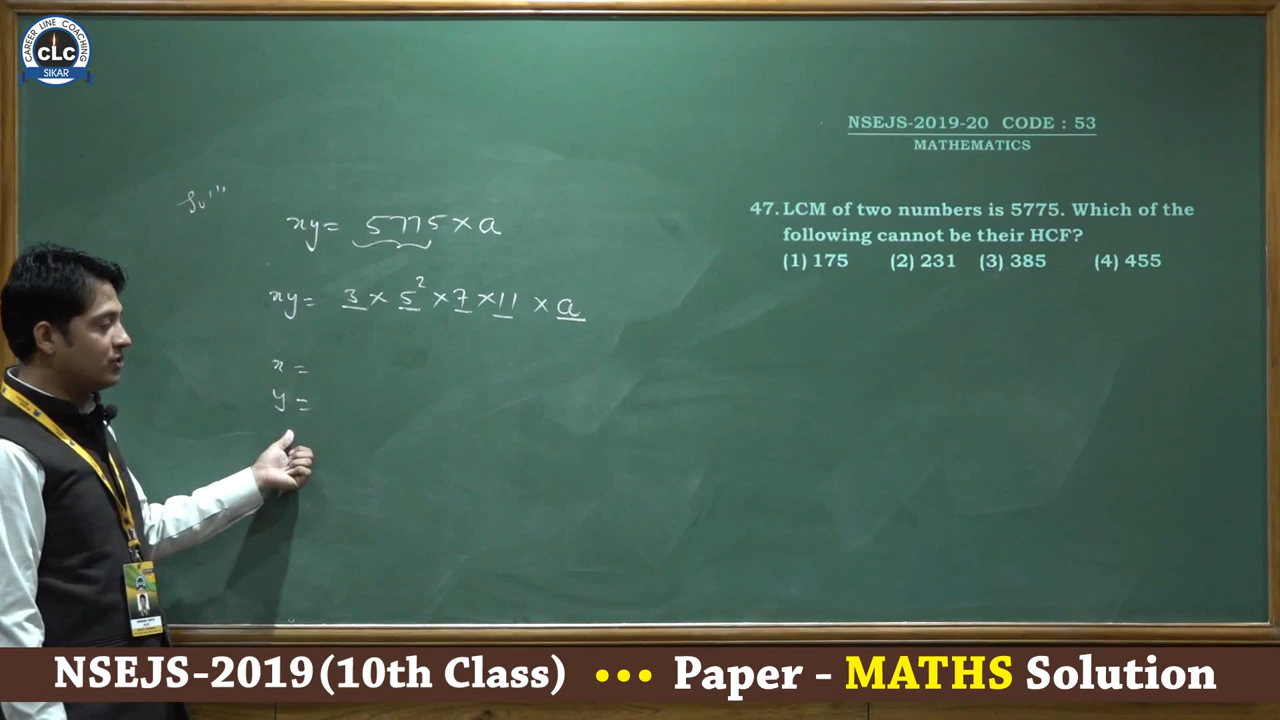 CAREER LINE COACHING
CLC
SIKAR
NSEJS-2019-20 CODE : 53
MATHEMATICS
47. LCM of two numbers is 5775. Which of the
following cannot be their HCF?
(1) 175 (2) 231 (3) 385 (4) 455
xy = 5775 × a
xy = 3 × 5² × 7 × 11 × a
x =
y =
NSEJS-2019(10th Class) ••• Paper - MATHS Solution